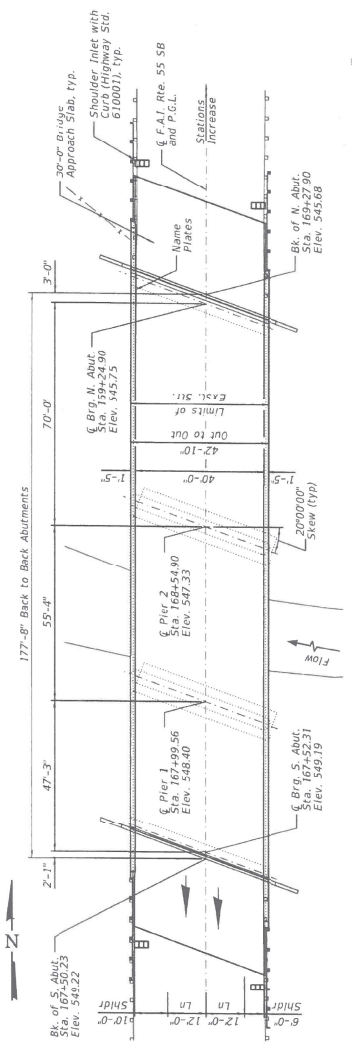 N
Bk. of S. Abut.
Sta. 167+50.23
Elev. 549.22
2'-1"
47'-3"
177'-8" Back to Back Abutments
55'-4"
70'-0"
3'-0"
30'-0" Bridge
Approach Slab, typ.
Shoulder Inlet with
Curb (Highway Std.
610001), typ.
℄ Brg. N. Abut.
Sta. 169+24.90
Elev. 545.75
Name
Plates
℄ F.A.I. Rte. 55 SB
and P.G.L.
Stations
Increase
℄ Pier 1
Sta. 167+99.56
Elev. 548.40
℄ Pier 2
Sta. 168+54.90
Elev. 547.33
1'-5"
40'-0"
1'-5"
42'-10"
Out to Out
Limits of
Exst. Str.
Shldr
10'-0"
Ln
12'-0"
Ln
12'-0"
Shldr
6'-0"
℄ Brg. S. Abut.
Sta. 167+52.31
Elev. 549.19
Flow
20°00'00"
Skew (typ)
Bk. of N. Abut.
Sta. 169+27.90
Elev. 545.68